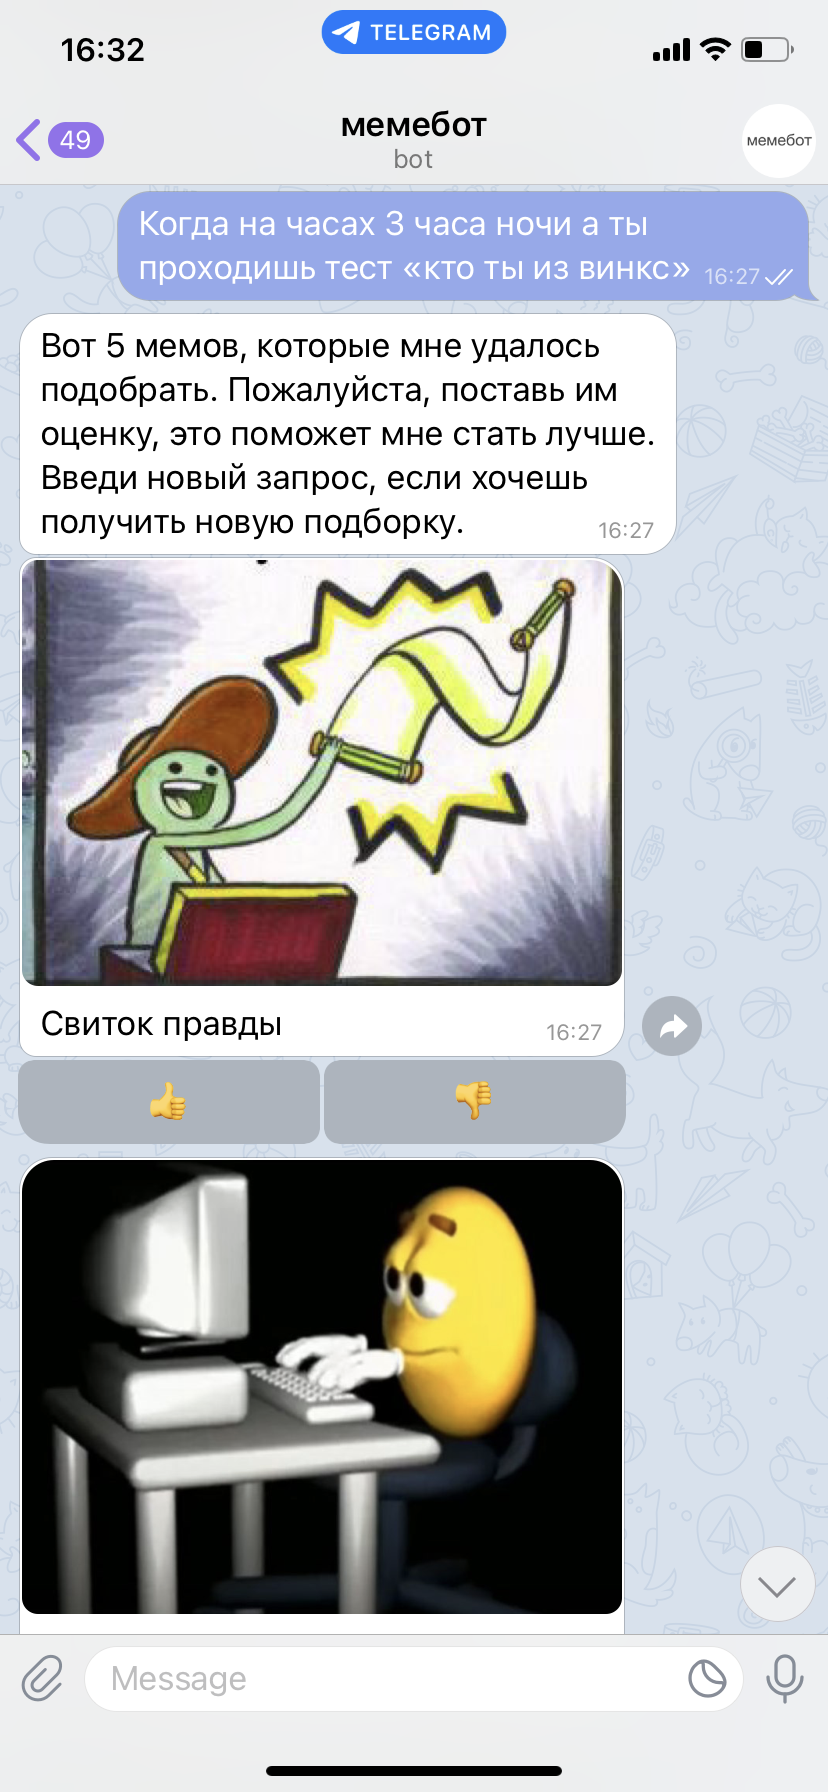 16:32
TELEGRAM
49
мемебот
bot
мемебот
Когда на часах 3 часа ночи а ты
проходишь тест «кто ты из винкс»
16:27
Вот 5 мемов, которые мне удалось
подобрать. Пожалуйста, поставь им
оценку, это поможет мне стать лучше.
Введи новый запрос, если хочешь
получить новую подборку.
16:27
Свиток правды
16:27
Message